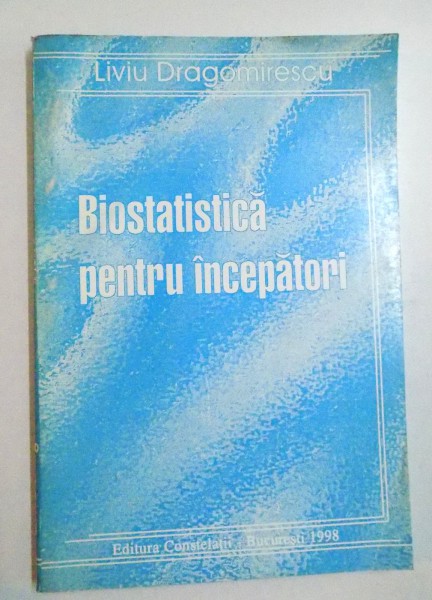 Liviu Dragomirescu
Biostatistică
pentru începători
Editura Constelații - București 1998